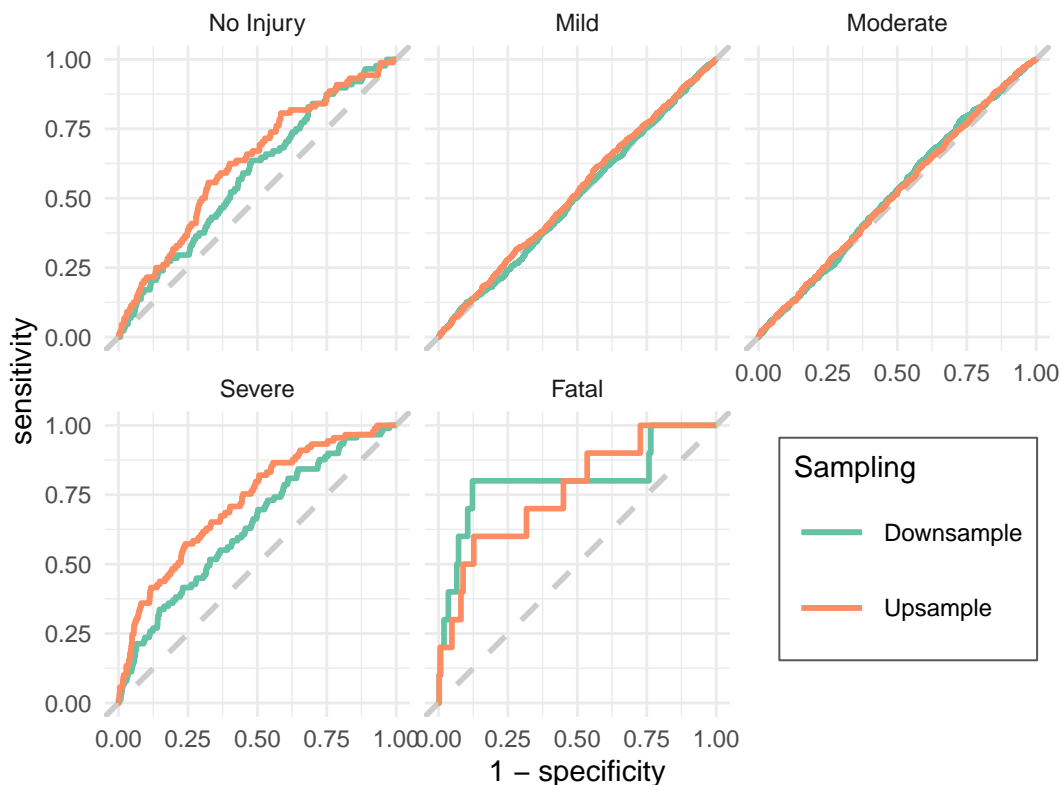 No Injury
Mild
Moderate
1.00
0.75
0.50
0.25
0.00
0.00 0.25 0.50 0.75 1.00
sensitivity
Severe
Fatal
1.00
0.75
0.50
0.25
0.00
0.00 0.25 0.50 0.75 1.00
0.00 0.25 0.50 0.75 1.00
1 − specificity
Sampling
Downsample
Upsample